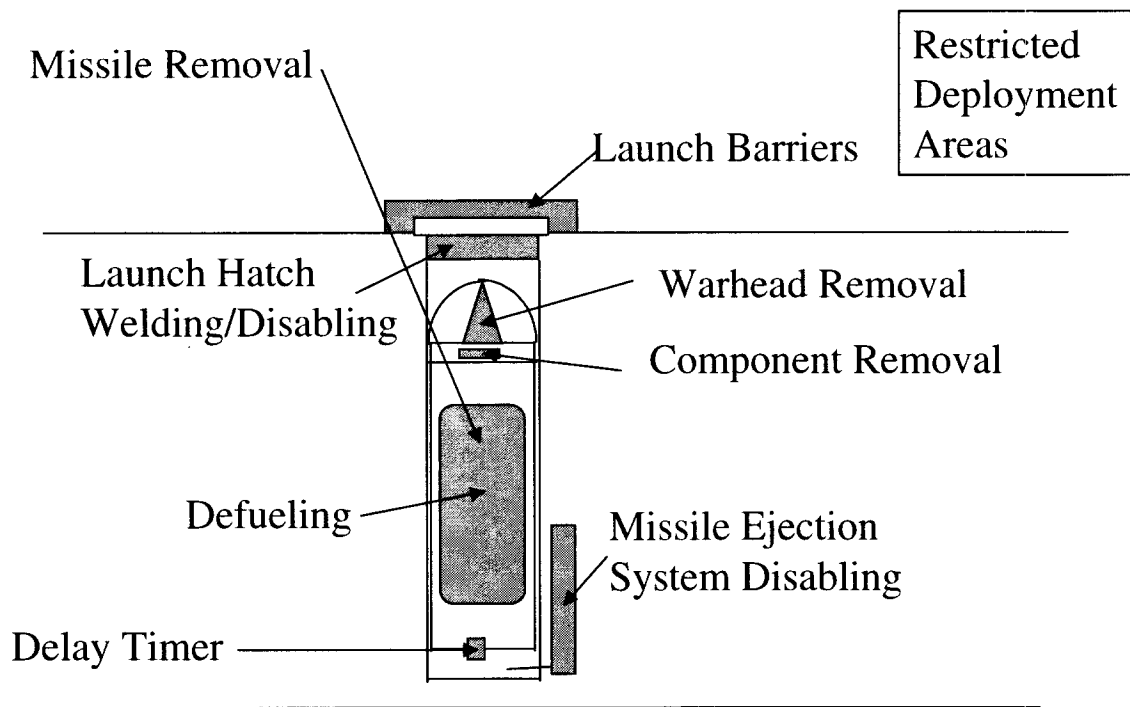 Missile Removal
Restricted
Deployment
Areas
Launch Barriers
Launch Hatch
Welding/Disabling
Warhead Removal
Component Removal
Defueling
Missile Ejection
System Disabling
Delay Timer